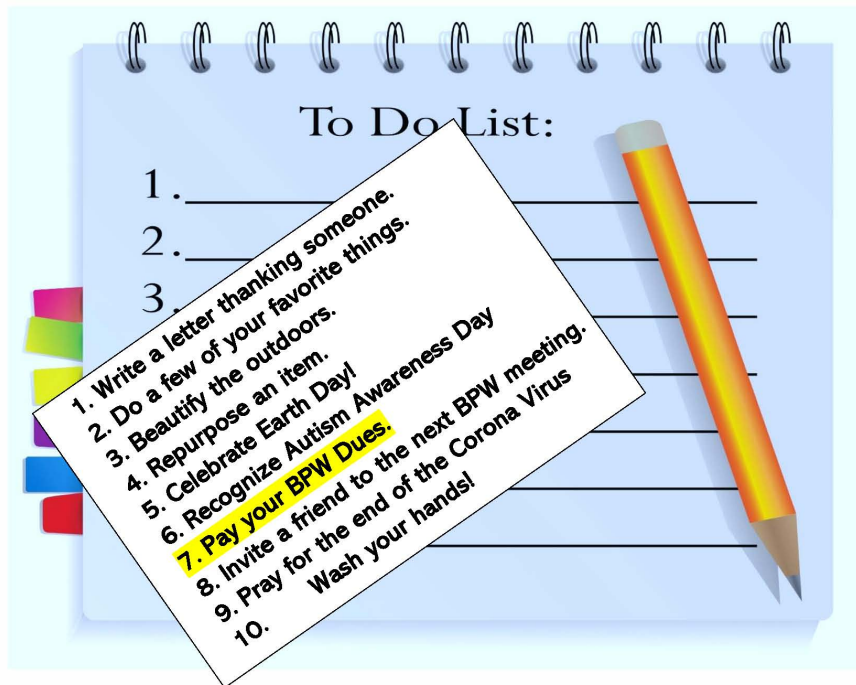 To Do List:
1.
2.
3.
1. Write a letter thanking someone.
2. Do a few of your favorite things.
3. Beautify the outdoors.
4. Repurpose an item.
5. Celebrate Earth Day!
6. Recognize Autism Awareness Day
7. Pay your BPW Dues.
8. Invite a friend to the next BPW meeting.
9. Pray for the end of the Corona Virus
10. Wash your hands!